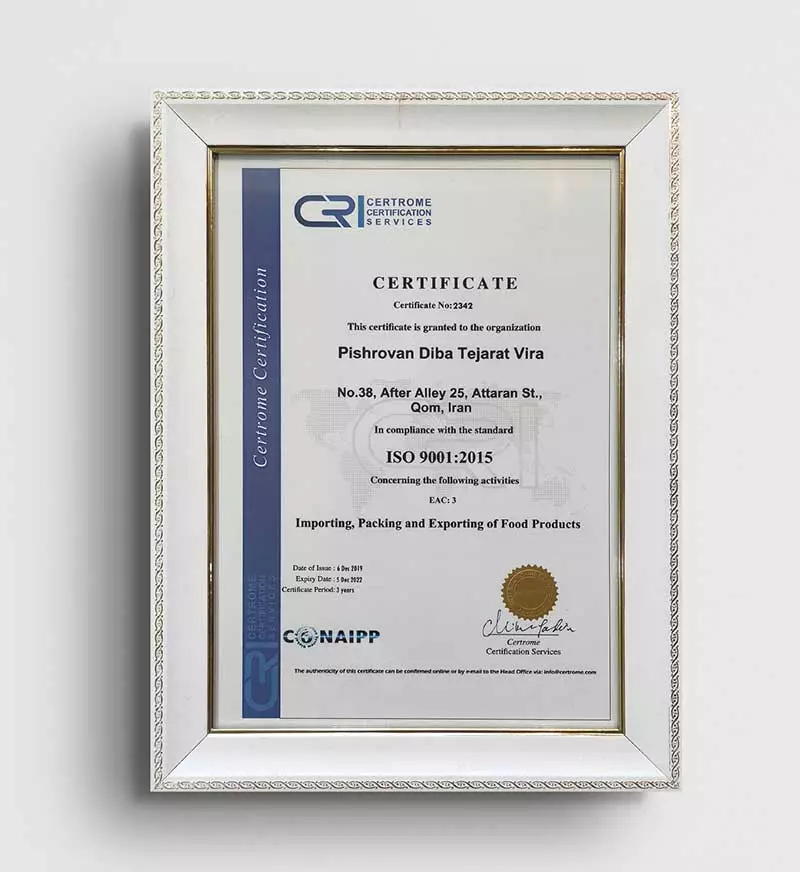 CRI CERTROME
CERTIFICATION
SERVICES
Certrome Certification
CERTIFICATE
Certificate No:2342
This certificate is granted to the organization
Pishrovan Diba Tejarat Vira
No.38, After Alley 25, Attaran St.,
Qom, Iran
In compliance with the standard
ISO 9001:2015
Concerning the following activities
EAC: 3
Importing, Packing and Exporting of Food Products
Date of Issue : 6 Dec 2019
Expiry Date : 5 Dec 2022
Certificate Period: 3 years
CONAIPP
Certrome
Certification Services
The authenticity of this certificate can be confirmed online or by e-mail to the Head Office via: info@certrome.com
CRI CERTROME
CERTIFICATION
SERVICES